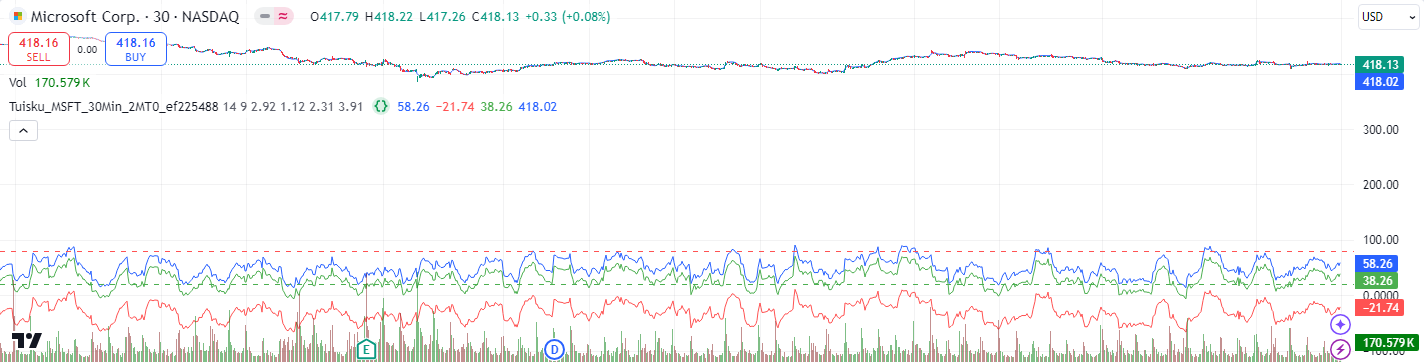 Microsoft Corp. · 30 · NASDAQ O417.79 H418.22 L417.26 C418.13 +0.33 (+0.08%) USD
418.16 0.00 418.16
SELL BUY
418.13
418.02
Vol 170.579 K
Tuisku_MSFT_30Min_2MT0_ef225488 14 9 2.92 1.12 2.31 3.91 58.26 −21.74 38.26 418.02
300.00
200.00
100.00
58.26
38.26
0.0000
−21.74
170.579 K
E D